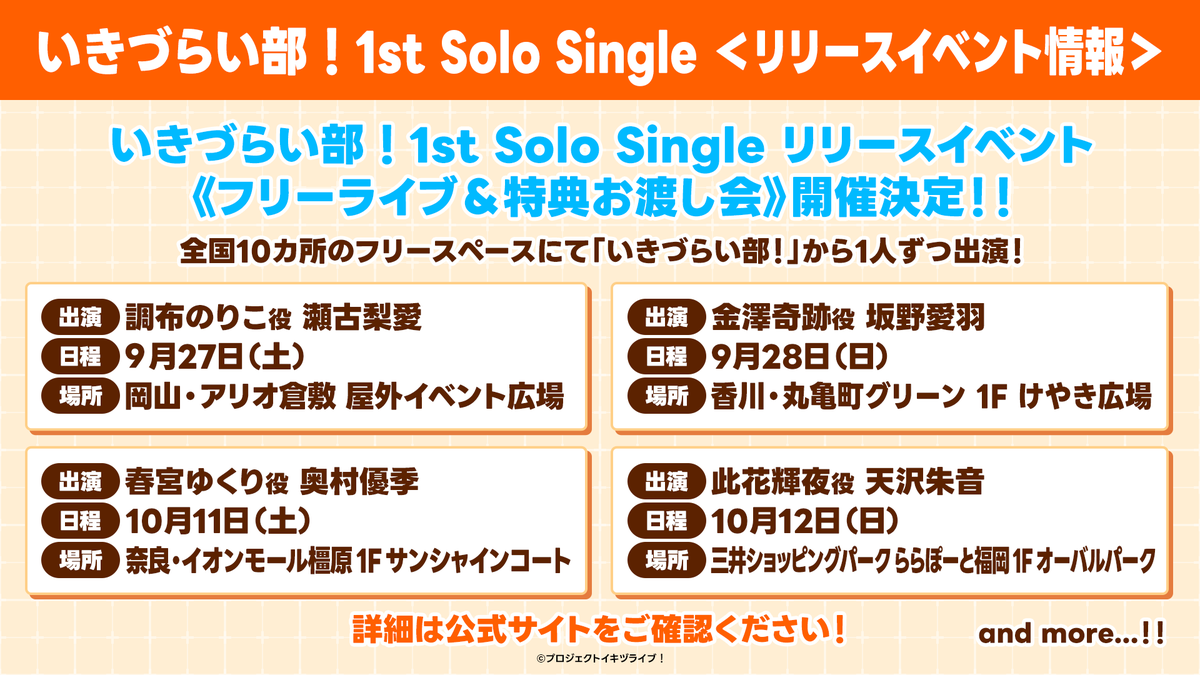 いきづらい部！1st Solo Single ＜リリースイベント情報＞
いきづらい部！1st Solo Single リリースイベント
《フリーライブ＆特典お渡し会》開催決定！！
全国10カ所のフリースペースにて「いきづらい部！」から1人ずつ出演！
出演 調布のりこ役 瀬古梨愛
日程 9月27日（土）
場所 岡山・アリオ倉敷 屋外イベント広場
出演 金澤奇跡役 坂野愛羽
日程 9月28日（日）
場所 香川・丸亀町グリーン 1F けやき広場
出演 春宮ゆくり役 奥村優季
日程 10月11日（土）
場所 奈良・イオンモール橿原 1F サンシャインコート
出演 此花輝夜役 天沢朱音
日程 10月12日（日）
場所 三井ショッピングパーク ららぽーと福岡 1F オーバルパーク
詳細は公式サイトをご確認ください！
and more...！！
©プロジェクトイキヅライブ！